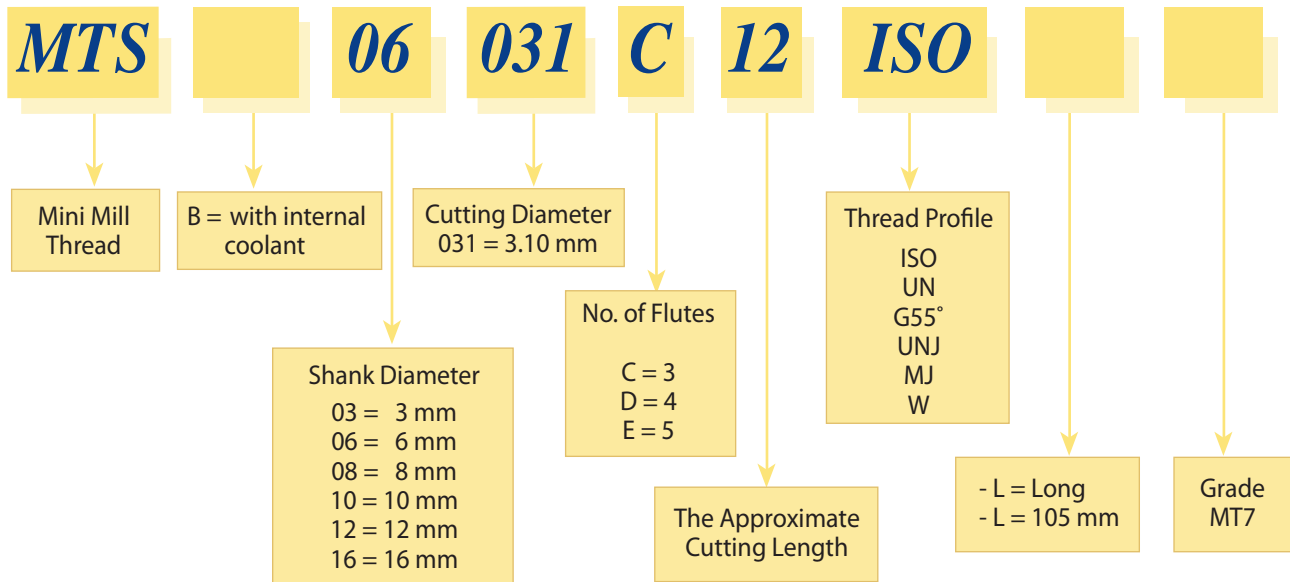 MTS 06 031 C 12 ISO
Mini Mill
Thread
B = with internal
coolant
Shank Diameter
03 = 3 mm
06 = 6 mm
08 = 8 mm
10 = 10 mm
12 = 12 mm
16 = 16 mm
Cutting Diameter
031 = 3.10 mm
No. of Flutes
C = 3
D = 4
E = 5
The Approximate
Cutting Length
Thread Profile
ISO
UN
G55°
UNJ
MJ
W
- L = Long
- L = 105 mm
Grade
MT7